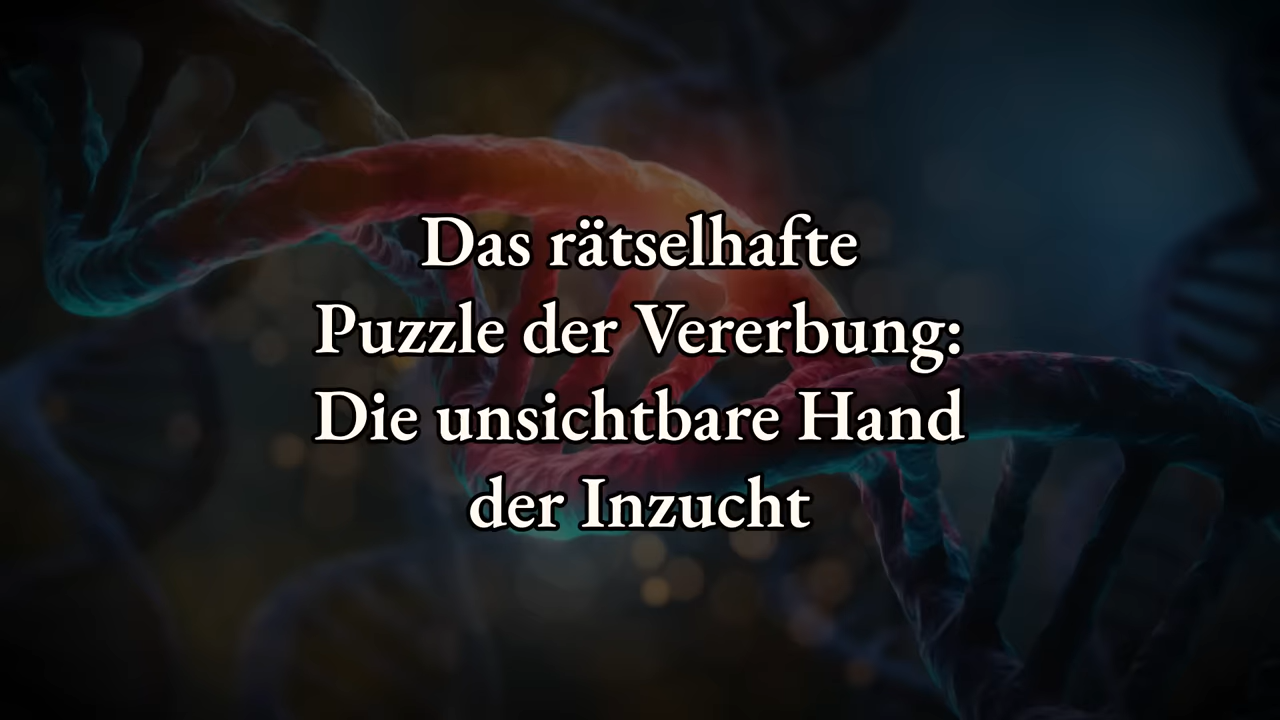 Das rätselhafte
Puzzle der Vererbung:
Die unsichtbare Hand
der Inzucht